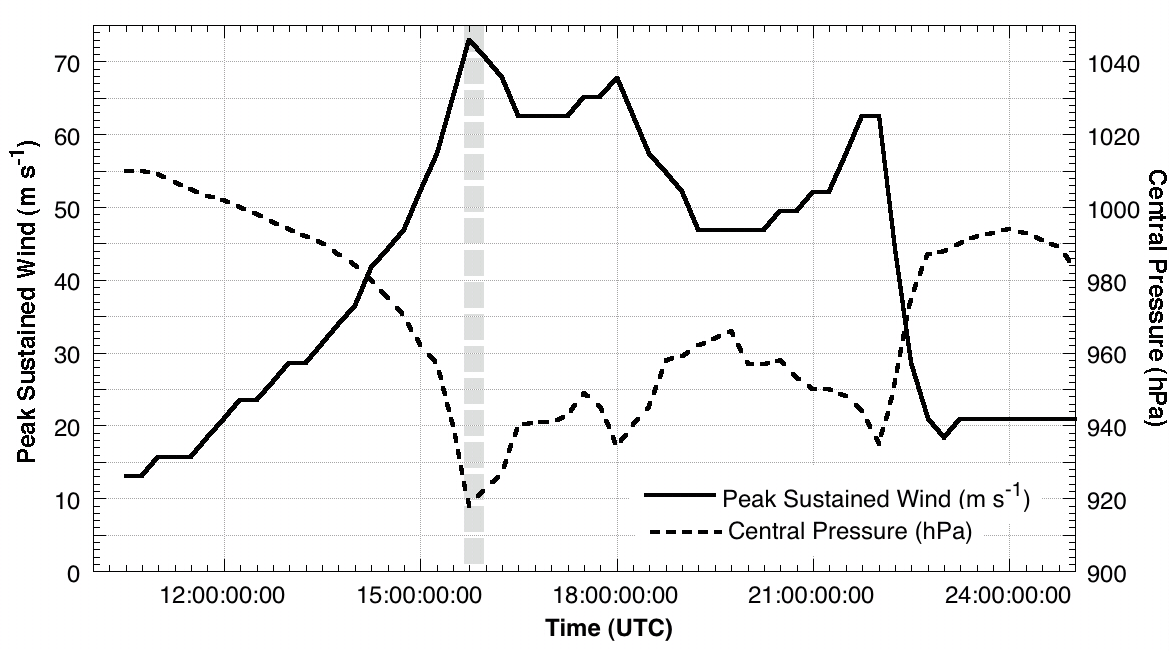 Peak Sustained Wind (m s-1)
70
60
50
40
30
20
10
0
1040
1020
1000
980
960
940
920
900
Central Pressure (hPa)
Peak Sustained Wind (m s-1)
Central Pressure (hPa)
12:00:00:00 15:00:00:00 18:00:00:00 21:00:00:00 24:00:00:00
Time (UTC)